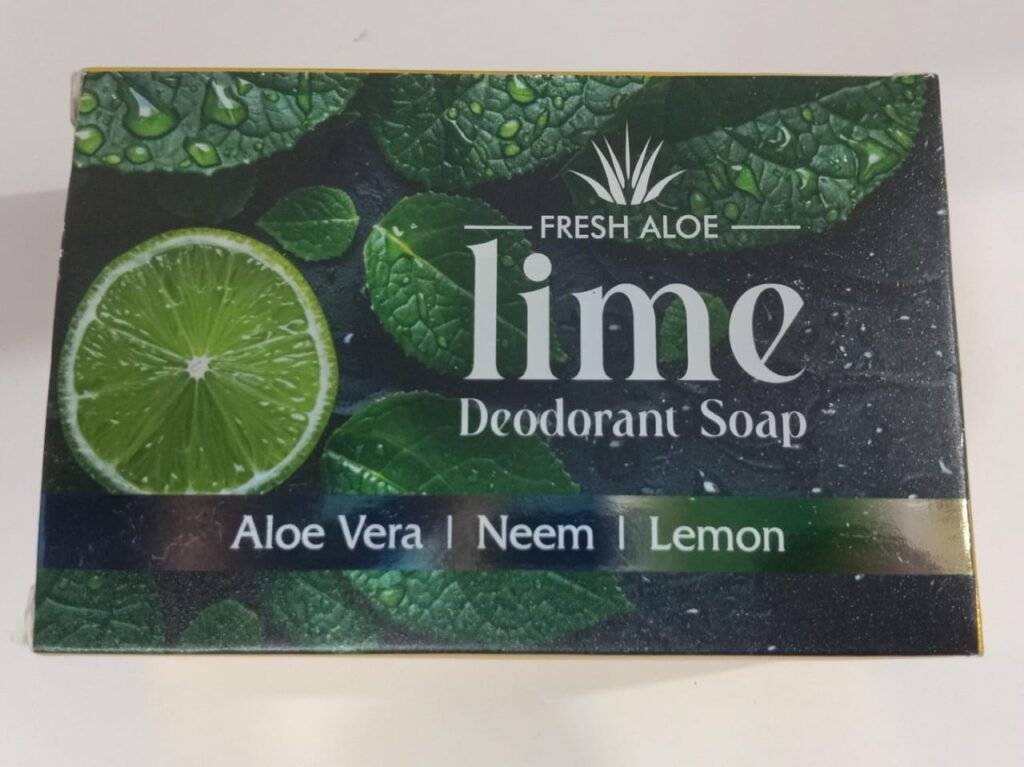 FRESH ALOE
lime
Deodorant Soap
Aloe Vera | Neem | Lemon